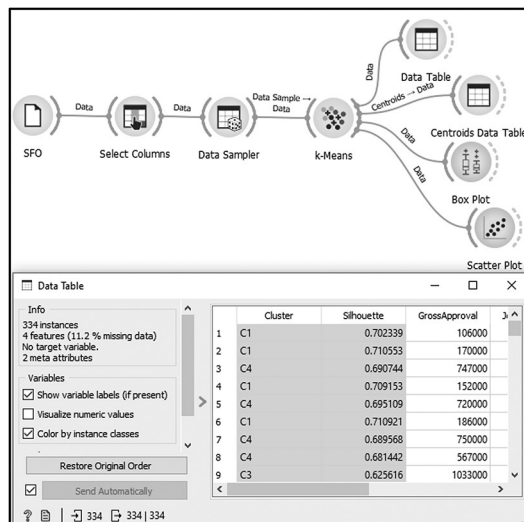 Data
Data Table
Data Sample →
Centroids → Data
Data
Data
Data
Centroids Data Table
Data
SFO
Select Columns
Data Sampler
k-Means
Data
Box Plot
Scatter Plot
Data Table
Info
334 instances
4 features (11.2 % missing data)
No target variable.
2 meta attributes
Variables
Show variable labels (if present)
Visualize numeric values
Color by instance classes
Restore Original Order
Send Automatically
334
334 | 334
Cluster Silhouette GrossApproval
1 C1 0.702339 106000
2 C1 0.710553 170000
3 C4 0.690744 747000
4 C1 0.709153 152000
5 C4 0.695109 720000
6 C1 0.710921 186000
7 C4 0.689568 750000
8 C4 0.681442 567000
9 C3 0.625616 1033000